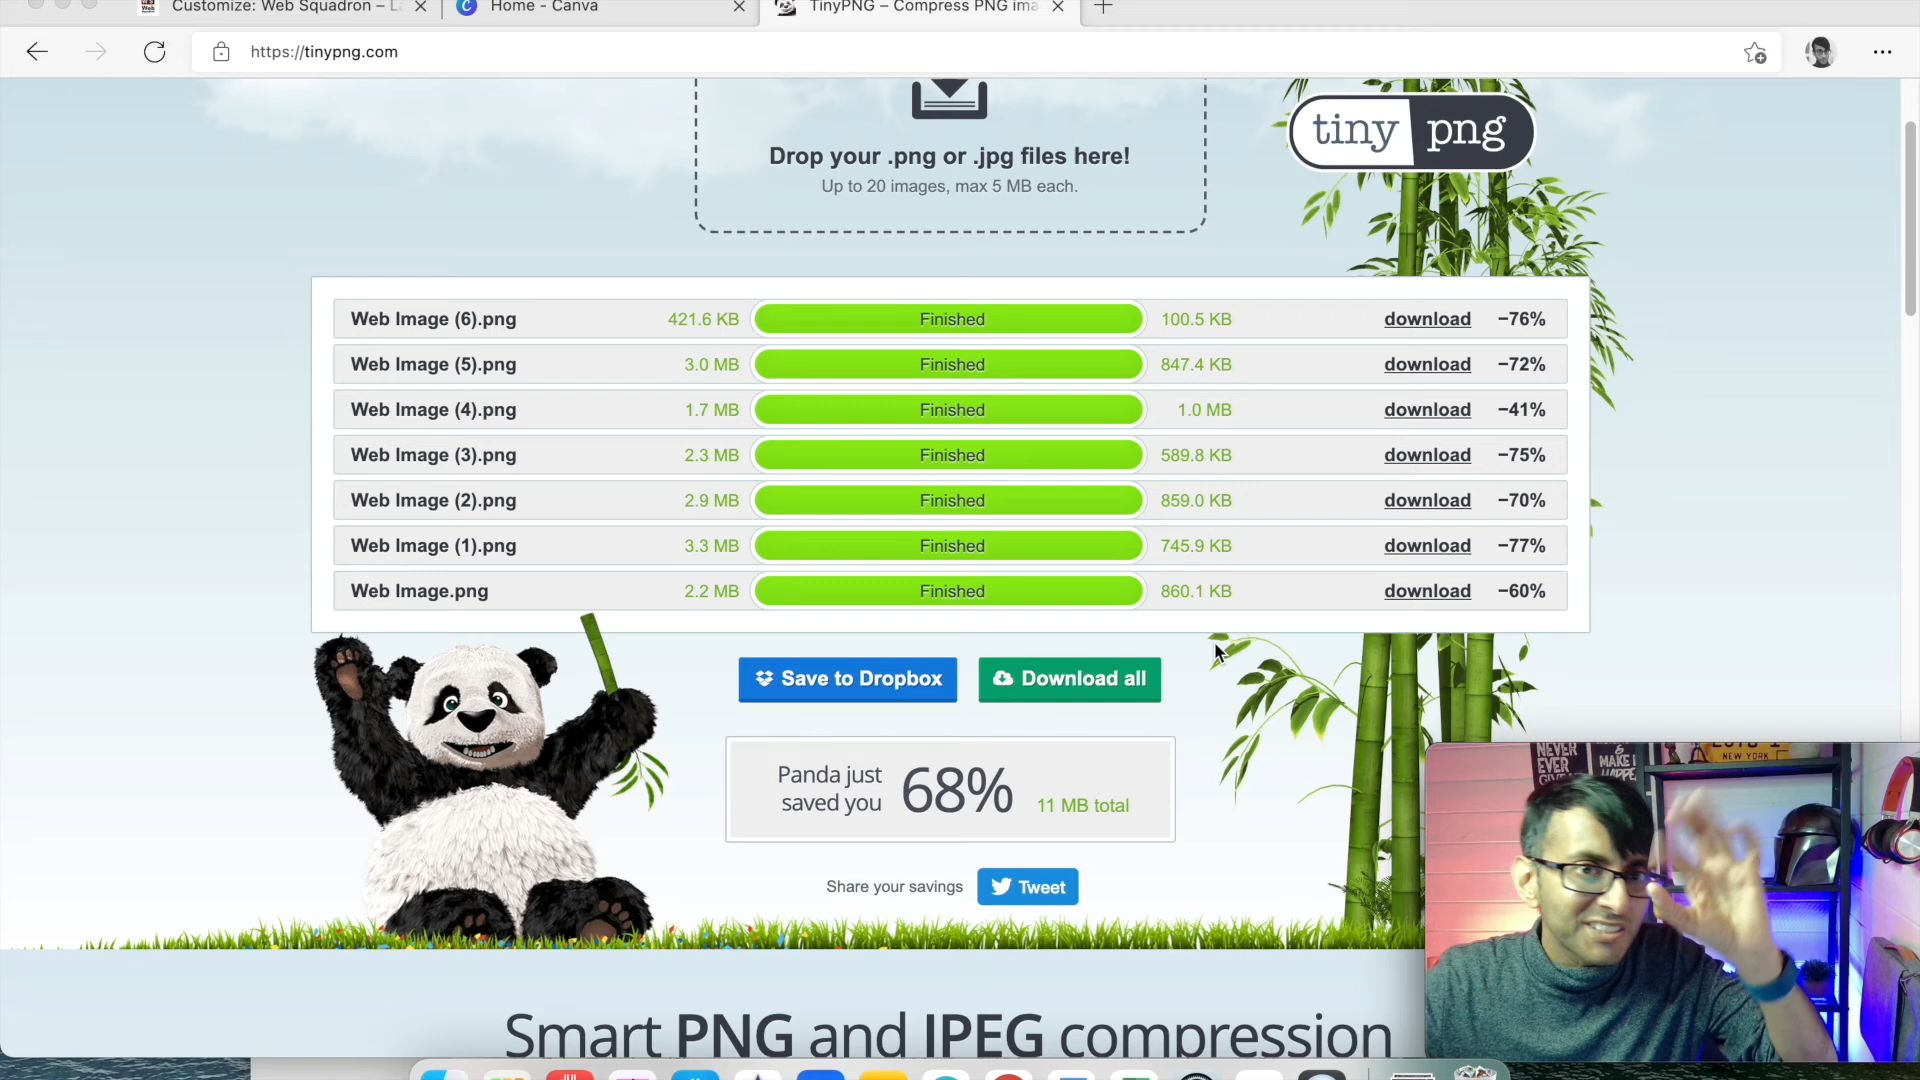 Customize: Web Squadron –
Home - Canva
TinyPNG – Compress PNG ima
https://tinypng.com
tiny png
Drop your .png or .jpg files here!
Up to 20 images, max 5 MB each.
Web Image (6).png 421.6 KB Finished 100.5 KB download −76%
Web Image (5).png 3.0 MB Finished 847.4 KB download −72%
Web Image (4).png 1.7 MB Finished 1.0 MB download −41%
Web Image (3).png 2.3 MB Finished 589.8 KB download −75%
Web Image (2).png 2.9 MB Finished 859.0 KB download −70%
Web Image (1).png 3.3 MB Finished 745.9 KB download −77%
Web Image.png 2.2 MB Finished 860.1 KB download −60%
Save to Dropbox Download all
Panda just
saved you 68% 11 MB total
Share your savings Tweet
NEVER
EVER
&
MAKE
NEW YORK
Smart PNG and JPEG compression